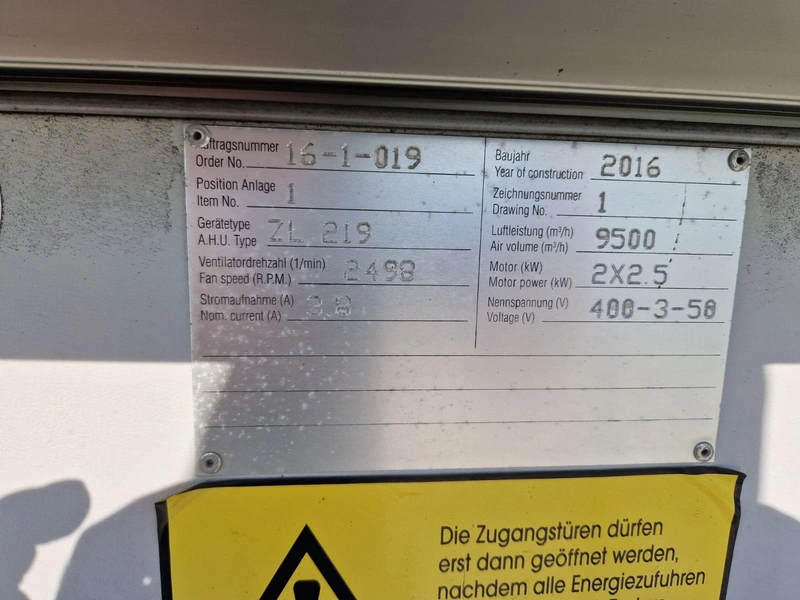 Auftragsnummer
Order No. 16-1-019
Position Anlage
Item No. 1
Gerätetype
A.H.U. Type ZL 219
Ventilatordrehzahl (1/min)
Fan speed (R.P.M.) 2498
Stromaufnahme (A)
Nom. current (A) 3.8
Baujahr
Year of construction 2016
Zeichnungsnummer
Drawing No. 1
Luftleistung (m³/h)
Air volume (m³/h) 9500
Motor (kW)
Motor power (kW) 2X2.5
Nennspannung (V)
Voltage (V) 400-3-50
Die Zugangstüren dürfen
erst dann geöffnet werden,
nachdem alle Energiezufuhren